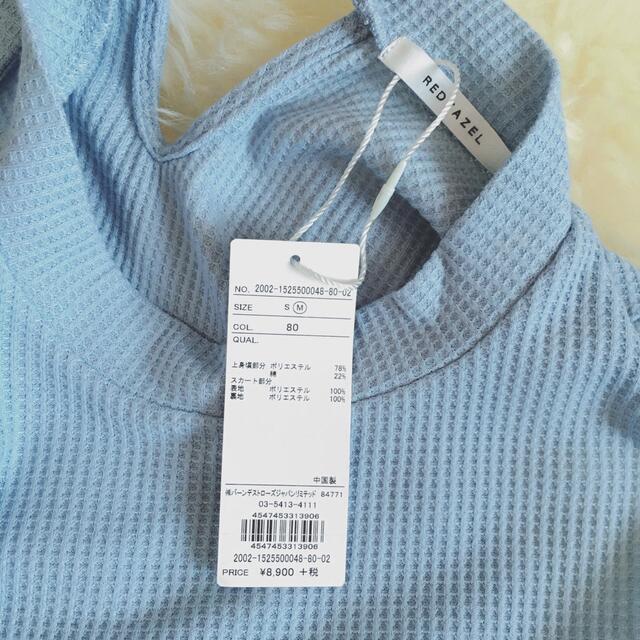 RED AZEL
NO. 2002-1525500048-80-02
SIZE S M
COL. 80
QUAL.
上身頃部分 ポリエステル 78%
綿 22%
スカート部分
表地 ポリエステル 100%
裏地 ポリエステル 100%
中国製
㈱バーンデストローズジャパンリミテッド 84771
03-5413-4111
4547453313906
4547453313906
2002-1525500048-80-02
PRICE ¥8,900 +税